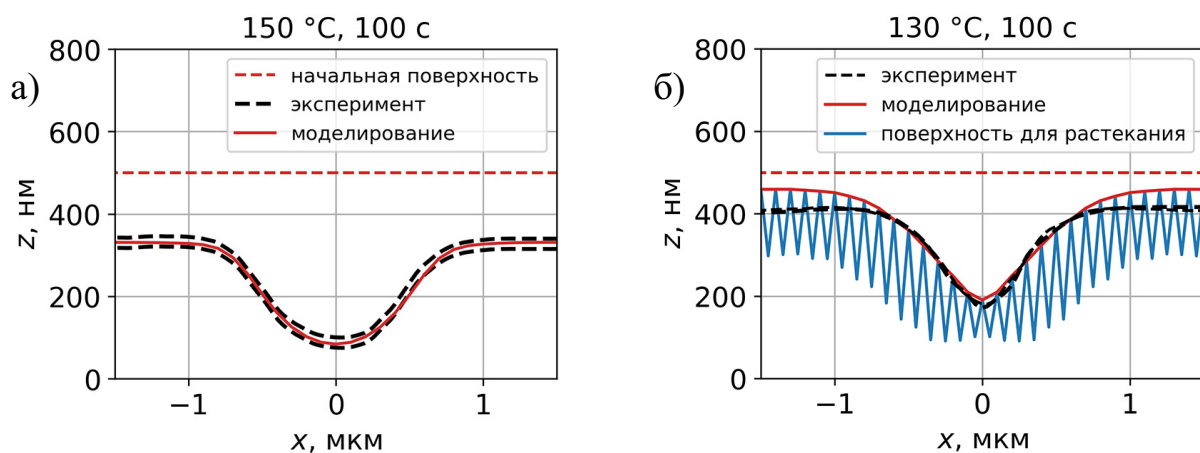 а)
150 °C, 100 с
800
600
400
200
0
z, нм
−1
0
1
x, мкм
начальная поверхность
эксперимент
моделирование
б)
130 °C, 100 с
800
600
400
200
0
z, нм
−1
0
1
x, мкм
эксперимент
моделирование
поверхность для растекания